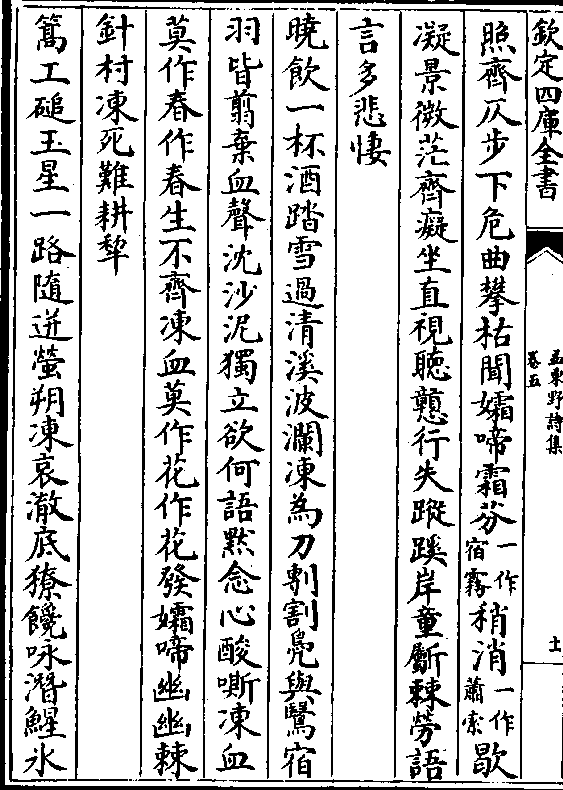 欽定四庫全書
孟東野詩集
卷五
十
照齊仄步下危曲攀枯聞孀啼霜芬一作宿霧稍消一作蕭索歇
凝景微茫齊癡坐直視聽戇行失蹤蹊岸童斸棘勞語
言多悲悽
曉飲一杯酒踏雪過清溪波瀾凍為刀剸割鳧與鷖宿
羽皆翦棄血聲沈沙泥獨立欲何語黙念心酸嘶凍血
莫作春作春生不齊凍血莫作花作花發孀啼幽幽棘
針村凍死難耕犂
篙工磓玉星一路隨迸螢朔凍哀澈底獠饞咏潛鯹氷